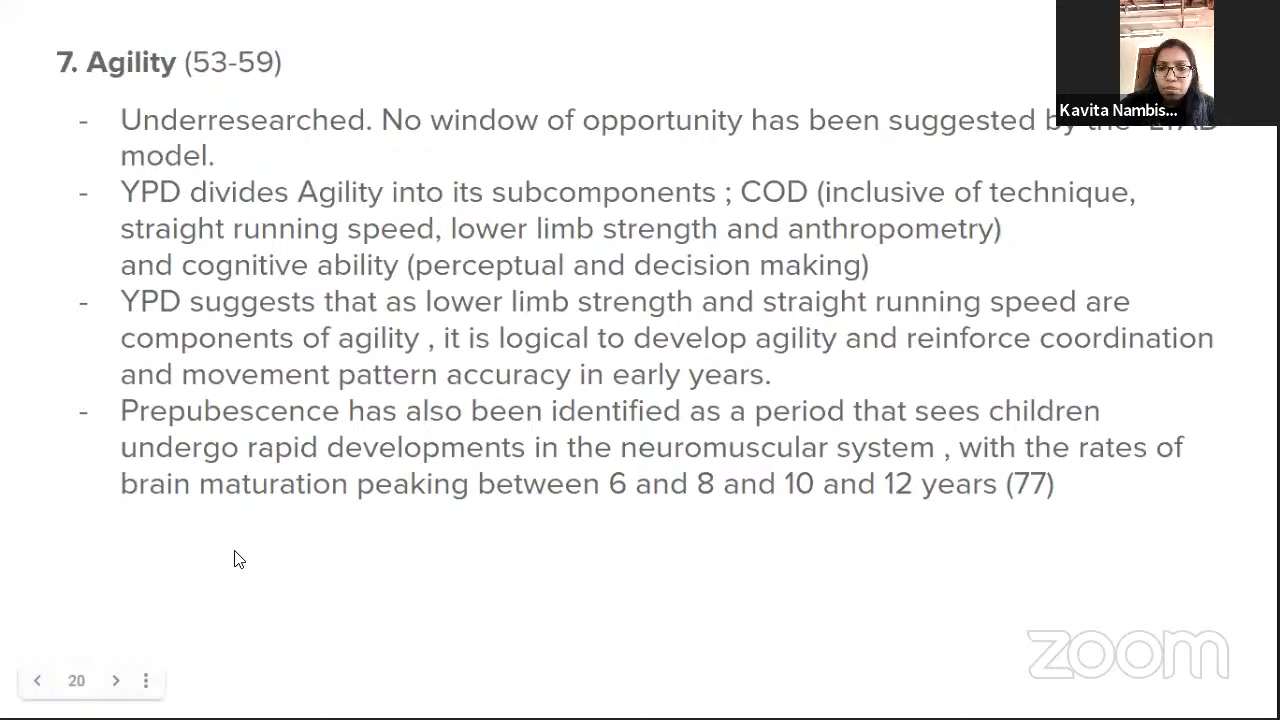 7. Agility (53-59)
Kavita Nambis...
- Underresearched. No window of opportunity has been suggested by the LTAD
model.
- YPD divides Agility into its subcomponents ; COD (inclusive of technique,
straight running speed, lower limb strength and anthropometry)
and cognitive ability (perceptual and decision making)
- YPD suggests that as lower limb strength and straight running speed are
components of agility , it is logical to develop agility and reinforce coordination
and movement pattern accuracy in early years.
- Prepubescence has also been identified as a period that sees children
undergo rapid developments in the neuromuscular system , with the rates of
brain maturation peaking between 6 and 8 and 10 and 12 years (77)
zoom
20